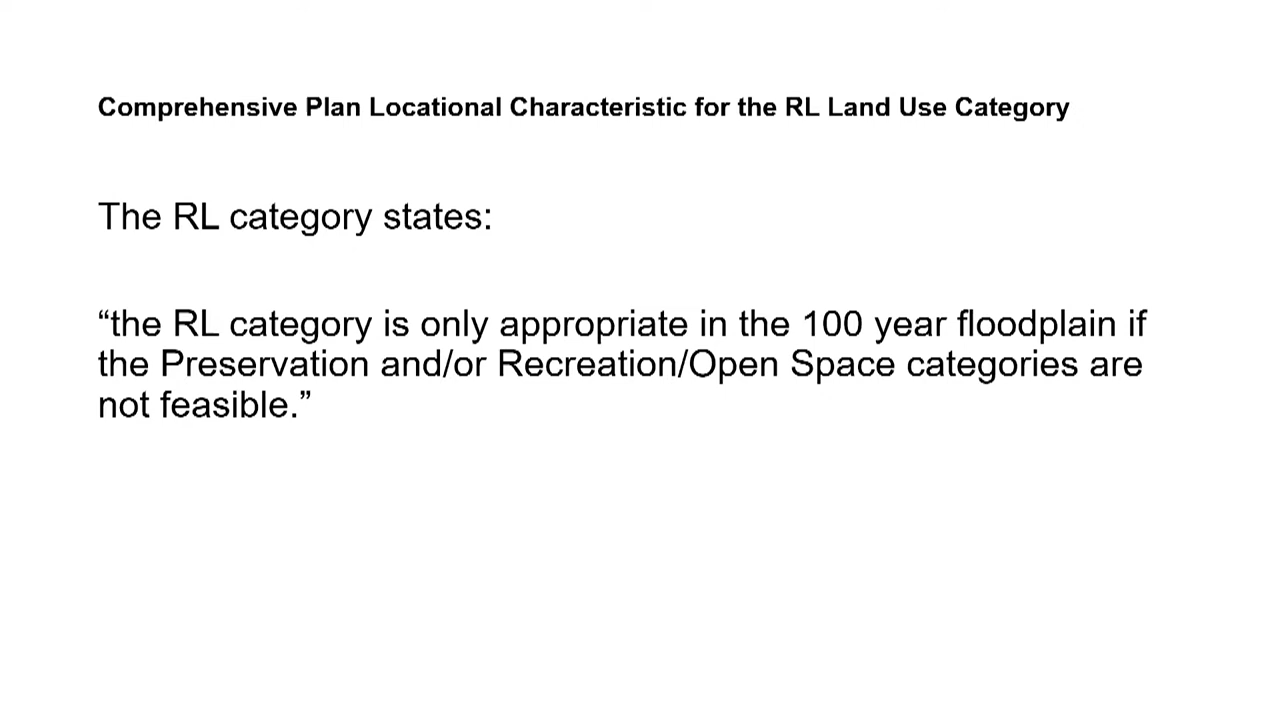 Comprehensive Plan Locational Characteristic for the RL Land Use Category
The RL category states:
“the RL category is only appropriate in the 100 year floodplain if
the Preservation and/or Recreation/Open Space categories are
not feasible.”